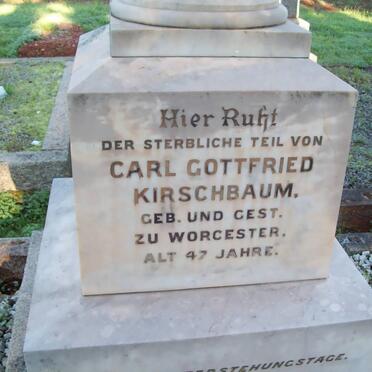 Hier Ruht
DER STERBLICHE TEIL VON
CARL GOTTFRIED
KIRSCHBAUM,
GEB. UND GEST.
ZU WORCESTER.
ALT 47 JAHRE.